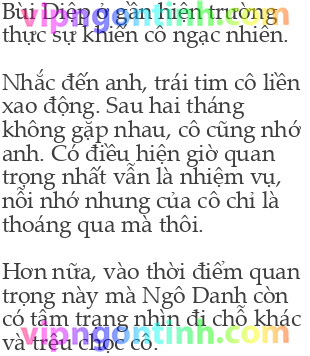 Bùi Diệp ở gần hiện trường
vipngontinh.com
thực sự khiến cô ngạc nhiên.
Nhắc đến anh, trái tim cô liền
xao động. Sau hai tháng
không gặp nhau, cô cũng nhớ
anh. Có điều hiện giờ quan
trọng nhất vẫn là nhiệm vụ,
nỗi nhớ nhung của cô chỉ là
thoáng qua mà thôi.
Hơn nữa, vào thời điểm quan
trọng này mà Ngô Danh còn
có tâm trạng nhìn đi chỗ khác
vipngontinh.com
và trêu chọc cô.